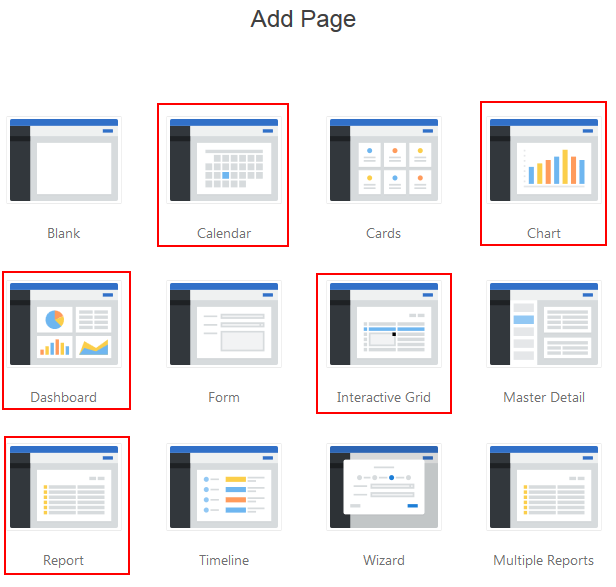 Add Page
Blank
Calendar
Cards
Chart
Dashboard
Form
Interactive Grid
Master Detail
Report
Timeline
Wizard
Multiple Reports